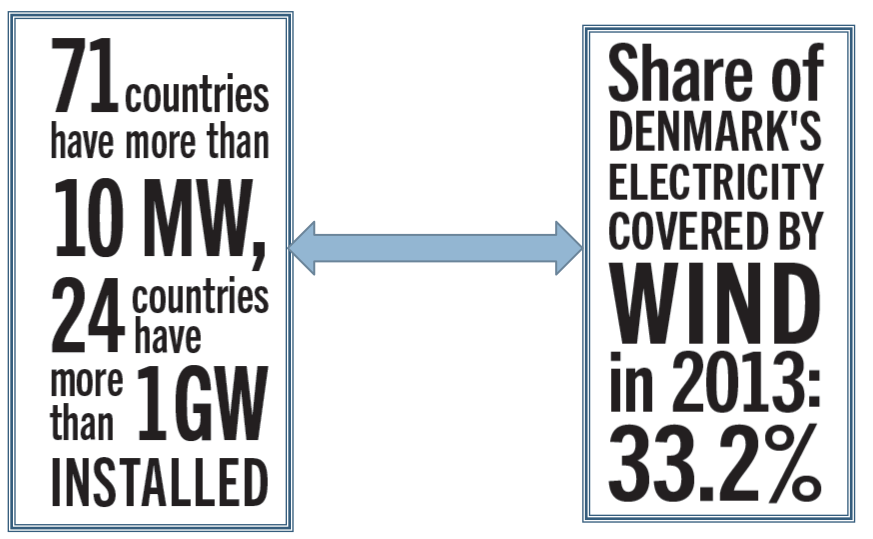 71 countries
have more than
10 MW,
24 countries
have
more
than 1GW
INSTALLED
Share of
DENMARK'S
ELECTRICITY
COVERED BY
WIND
in 2013:
33.2%